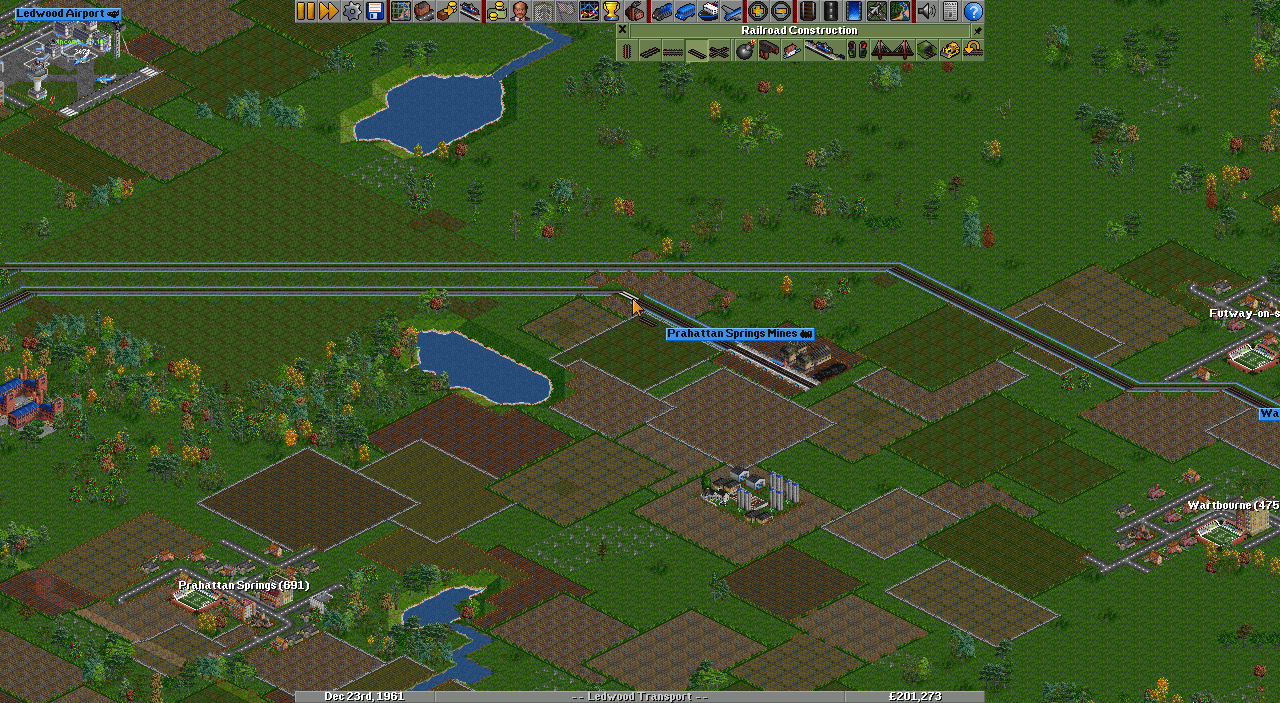 Ledwood Airport
Railroad Construction
Prahattan Springs Mines
Futway-on-s
Wa
Wartbourne (475
Prahattan Springs (691)
Dec 23rd, 1961
-- Ledwood Transport --
£201,273